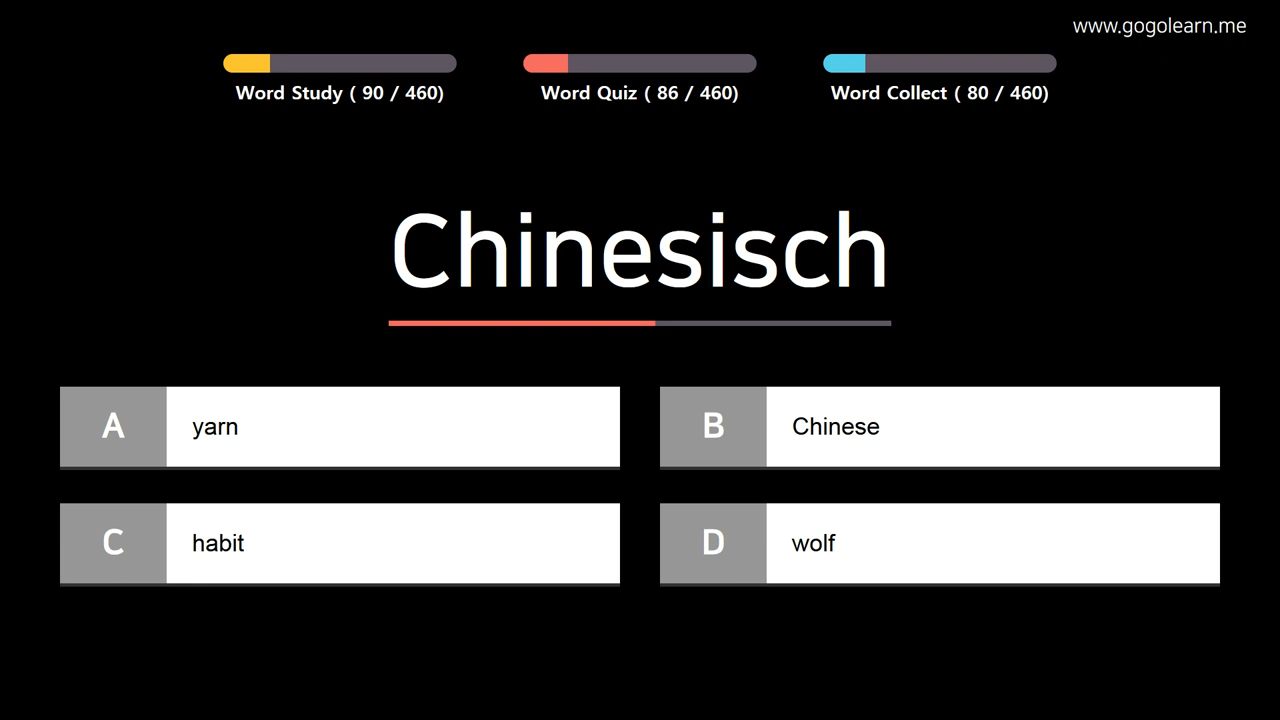 www.gogolearn.me
Word Study ( 90 / 460)
Word Quiz ( 86 / 460)
Word Collect ( 80 / 460)
Chinesisch
A yarn
B Chinese
C habit
D wolf